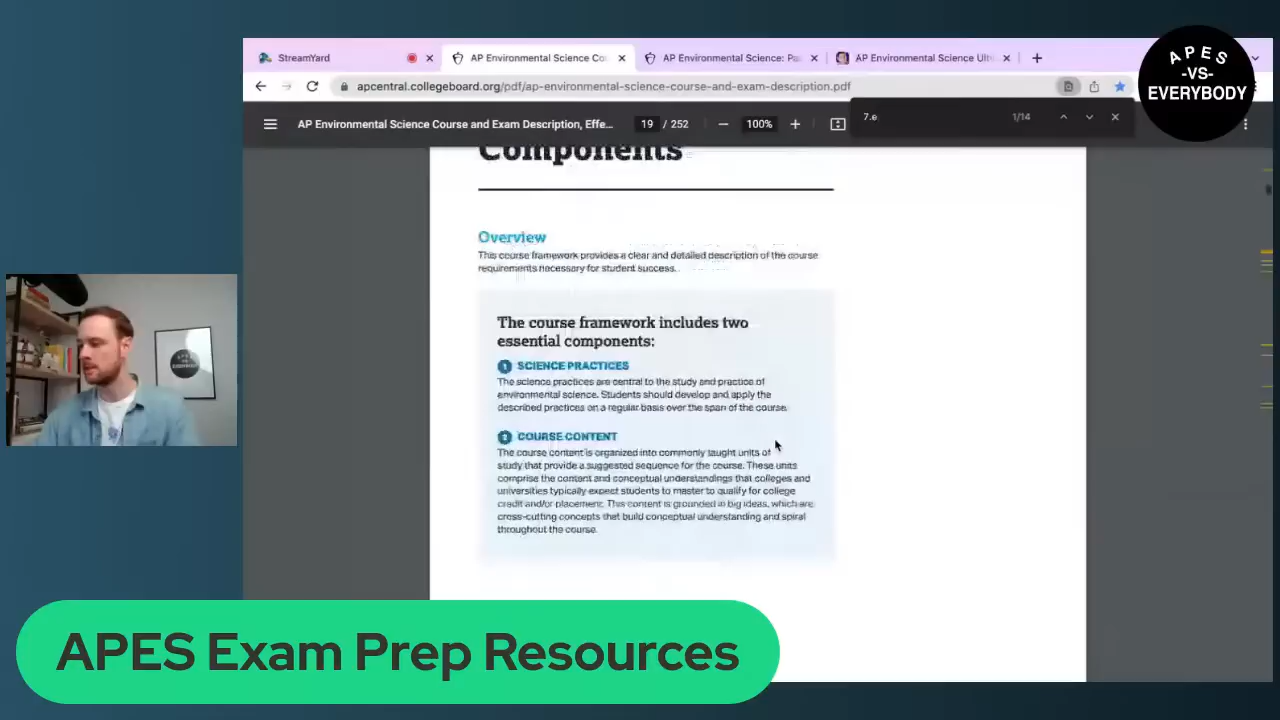 StreamYard
AP Environmental Science Co
AP Environmental Science: Pa
AP Environmental Science Ulti
apcentral.collegeboard.org/pdf/ap-environmental-science-course-and-exam-description.pdf
AP Environmental Science Course and Exam Description, Effe...
19 / 252
100%
7.e
1/14
APES
-VS-
EVERYBODY
Components
Overview
This course framework provides a clear and detailed description of the course
requirements necessary for student success.
The course framework includes two
essential components:
1 SCIENCE PRACTICES
The science practices are central to the study and practice of
environmental science. Students should develop and apply the
described practices on a regular basis over the span of the course.
2 COURSE CONTENT
The course content is organized into commonly taught units of
study that provide a suggested sequence for the course. These units
comprise the content and conceptual understandings that colleges and
universities typically expect students to master to qualify for college
credit and/or placement. This content is grounded in big ideas, which are
cross-cutting concepts that build conceptual understanding and spiral
throughout the course.
APES Exam Prep Resources